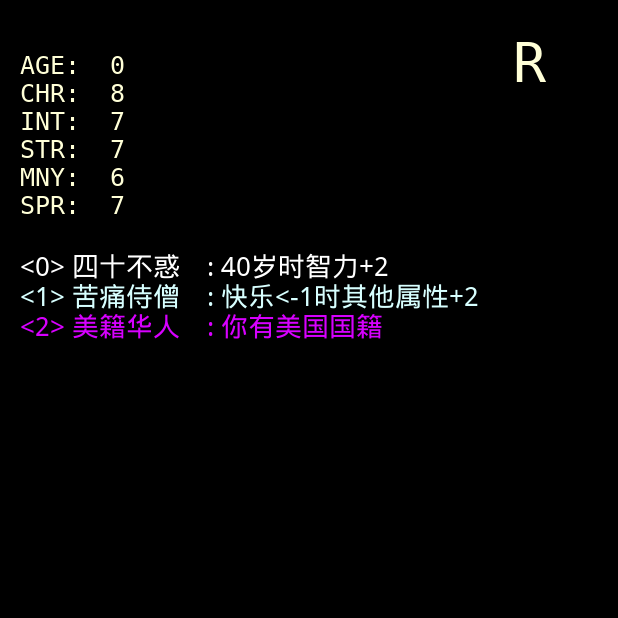 R
AGE: 0
CHR: 8
INT: 7
STR: 7
MNY: 6
SPR: 7
<0> 四十不惑 : 40岁时智力+2
<1> 苦痛侍僧 : 快乐<-1时其他属性+2
<2> 美籍华人 : 你有美国国籍